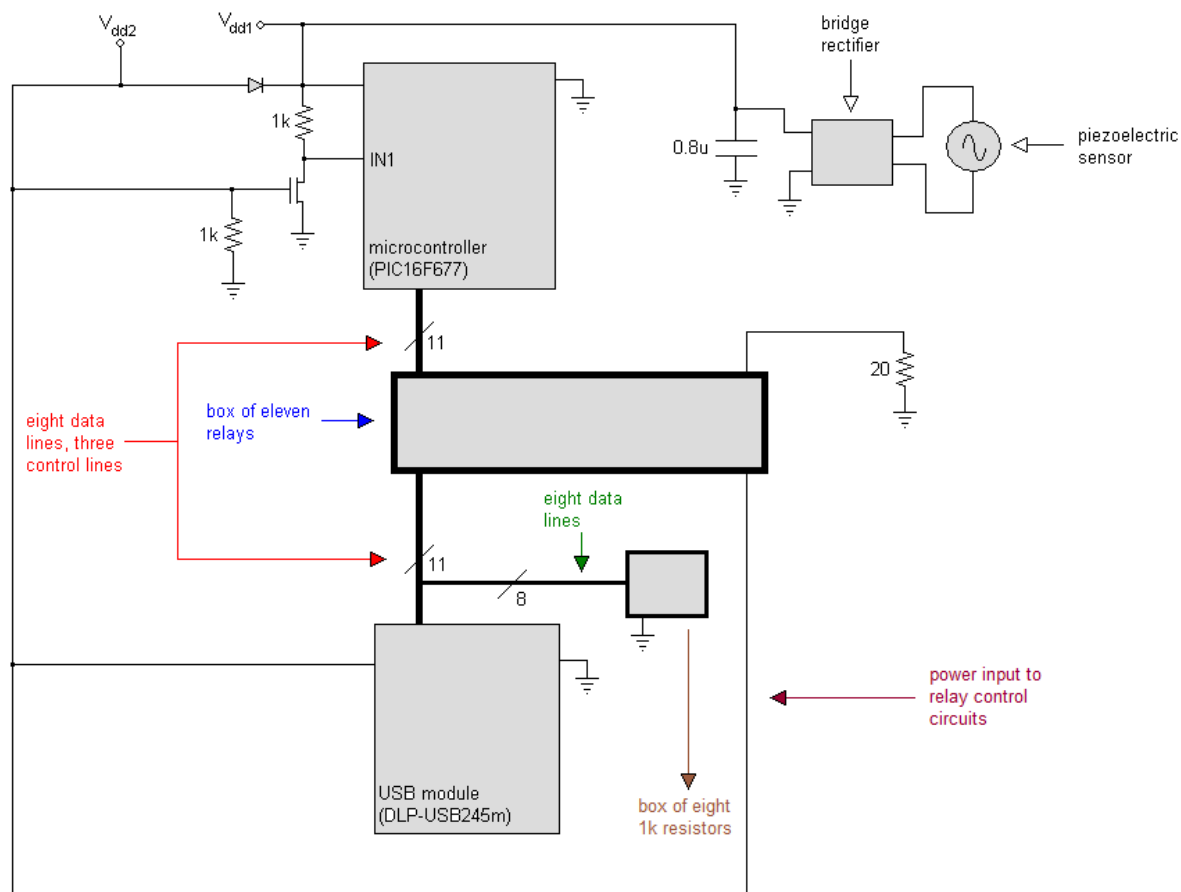 V
dd2
V
dd1
bridge
rectifier
1k
IN1
0.8u
piezoelectric
sensor
1k
microcontroller
(PIC16F677)
11
20
eight data
lines, three
control lines
box of eleven
relays
eight data
lines
11
8
power input to
relay control
circuits
USB module
(DLP-USB245m)
box of eight
1k resistors